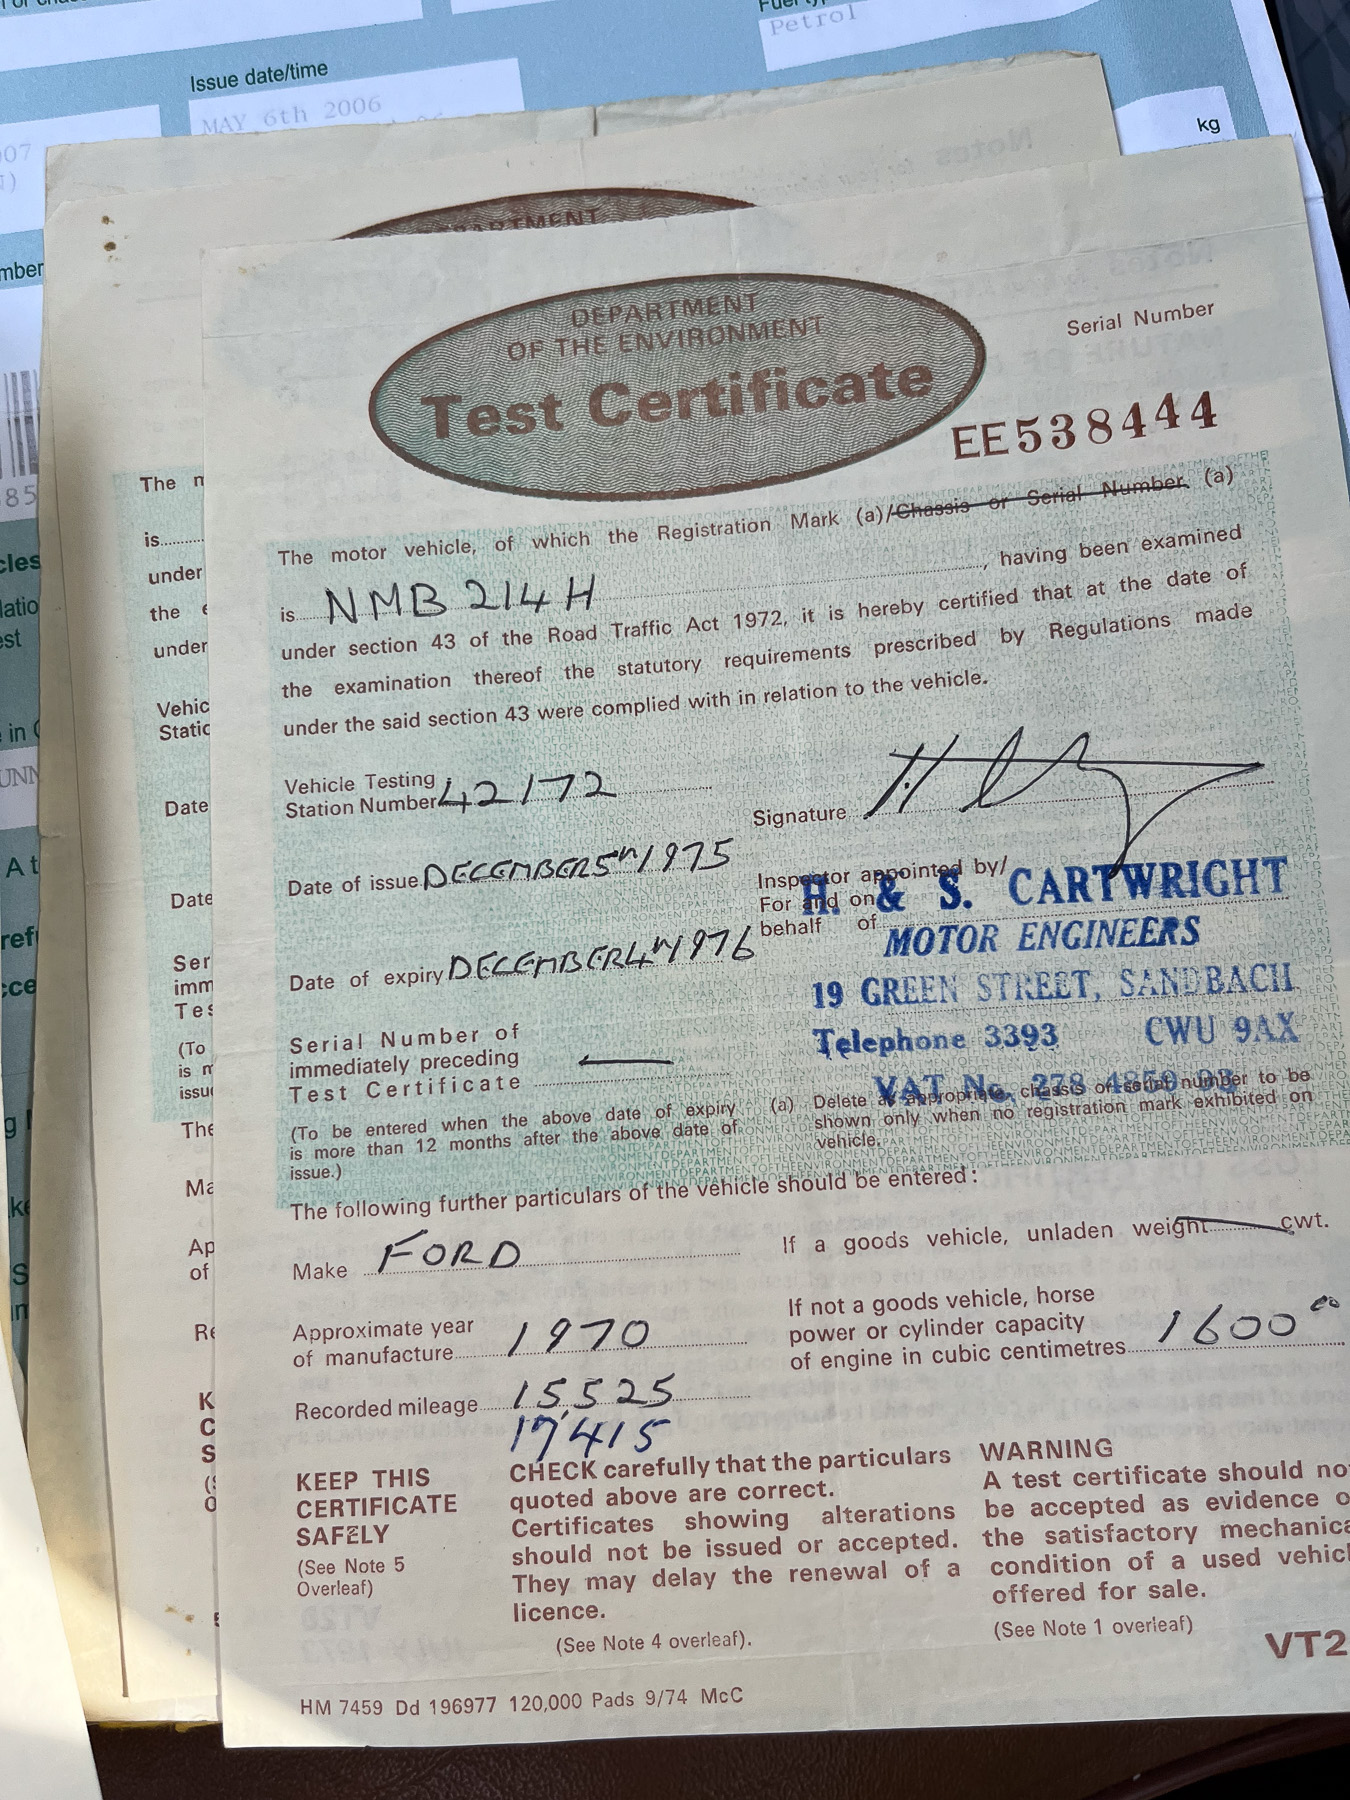 Petrol
Issue date/time
MAY 6th 2006
kg
DEPARTMENT
DEPARTMENT
OF THE ENVIRONMENT
Test Certificate
Serial Number
EE538444
The motor vehicle, of which the Registration Mark (a)/Chassis or Serial Number (a)
is NMB 214 H, having been examined
under section 43 of the Road Traffic Act 1972, it is hereby certified that at the date of
the examination thereof the statutory requirements prescribed by Regulations made
under the said section 43 were complied with in relation to the vehicle.
Vehicle Testing
Station Number 42172
Signature
Date of issue DECEMBER 5TH 1975
Inspector appointed by/
For and on
behalf of
H. & S. CARTWRIGHT
MOTOR ENGINEERS
19 GREEN STREET, SANDBACH
Telephone 3393 CWU 9AX
VAT No. 278 4859 93
Date of expiry DECEMBER 4TH 1976
Serial Number of
immediately preceding
Test Certificate
(To be entered when the above date of expiry
is more than 12 months after the above date of
issue.)
(a) Delete as appropriate, chassis or serial number to be
shown only when no registration mark exhibited on
vehicle.
The following further particulars of the vehicle should be entered:
Make FORD
If a goods vehicle, unladen weight cwt.
Approximate year
of manufacture 1970
If not a goods vehicle, horse
power or cylinder capacity
of engine in cubic centimetres 1600 cc
Recorded mileage 15,525
17,415
KEEP THIS
CERTIFICATE
SAFELY
(See Note 5
Overleaf)
CHECK carefully that the particulars
quoted above are correct.
Certificates showing alterations
should not be issued or accepted.
They may delay the renewal of a
licence.
(See Note 4 overleaf).
WARNING
A test certificate should no
be accepted as evidence o
the satisfactory mechanica
condition of a used vehicl
offered for sale.
(See Note 1 overleaf)
VT2
HM 7459 Dd 196977 120,000 Pads 9/74 McC